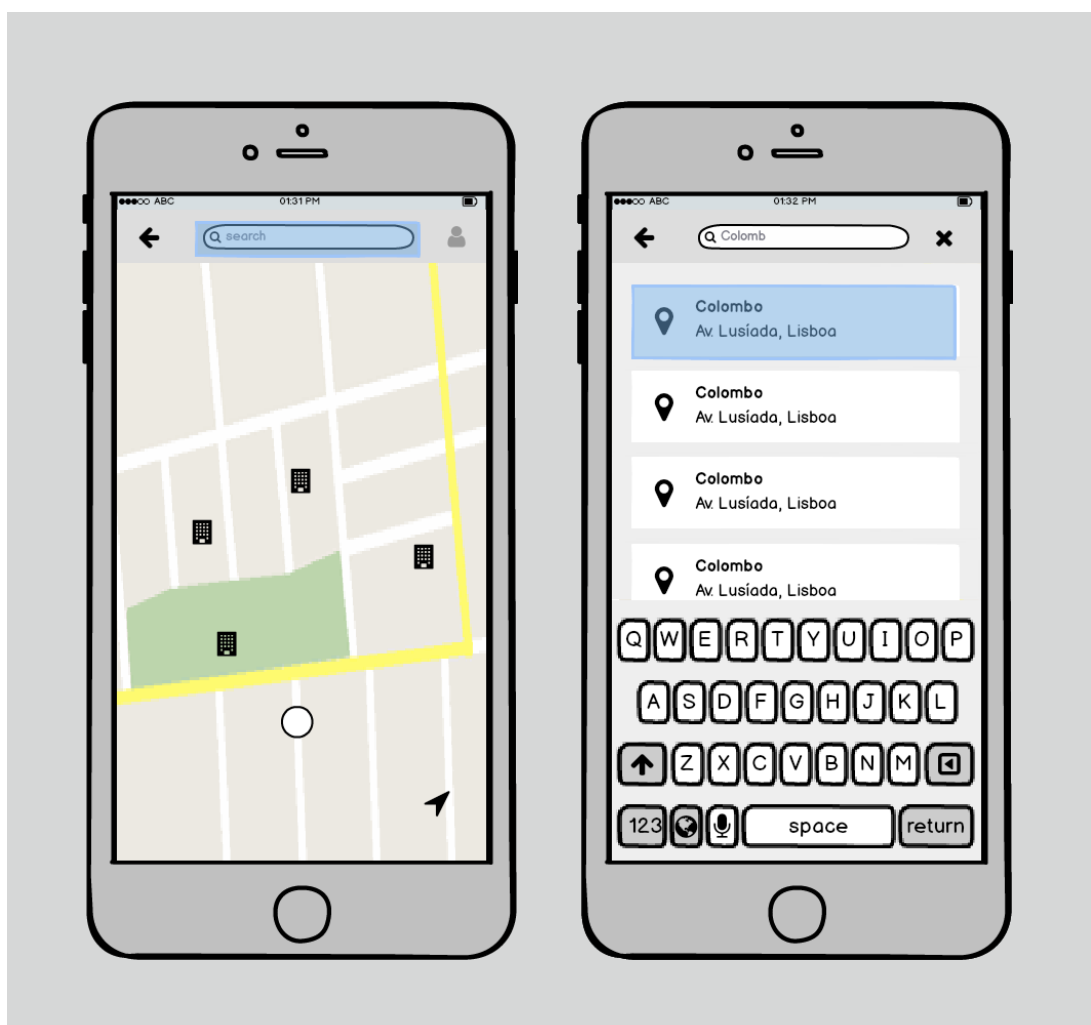 ABC 01:31 PM
search
ABC 01:32 PM
Colomb
Colombo
Av. Lusíada, Lisboa
Colombo
Av. Lusíada, Lisboa
Colombo
Av. Lusíada, Lisboa
Colombo
Av. Lusíada, Lisboa
Q W E R T Y U I O P
A S D F G H J K L
Z X C V B N M
123 space return